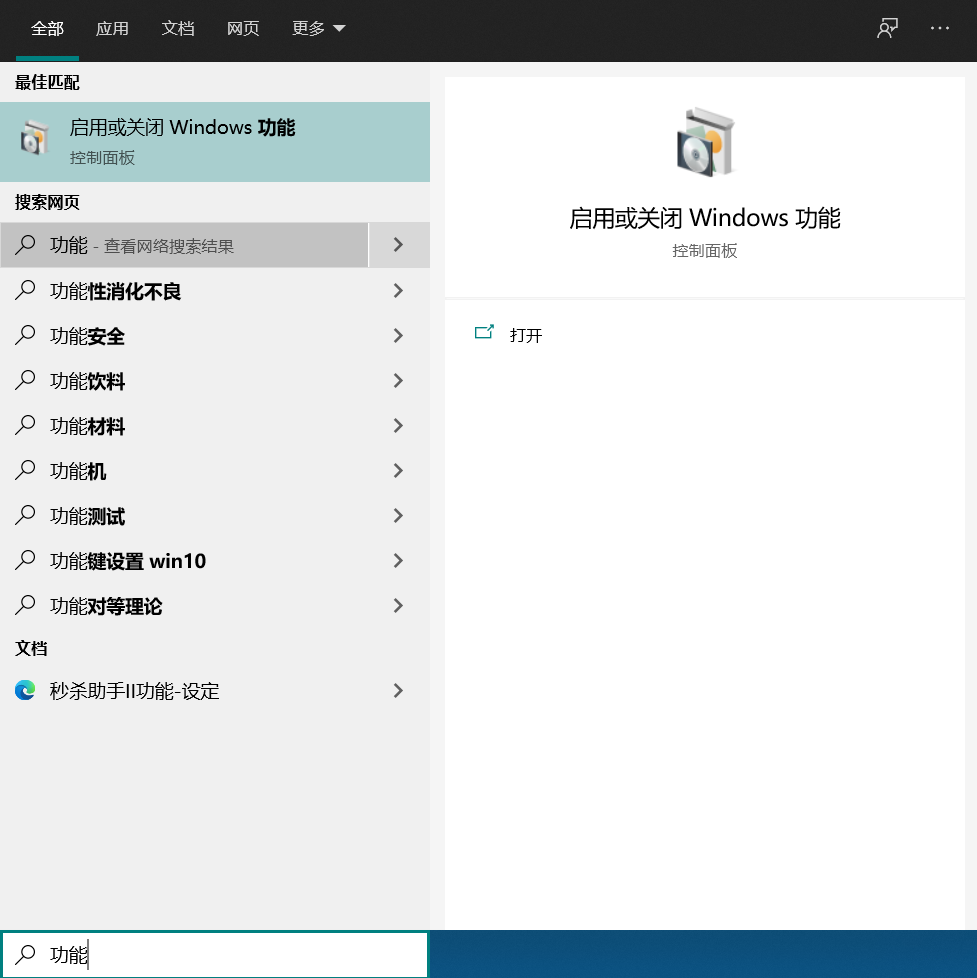 全部 应用 文档 网页 更多
最佳匹配
启用或关闭 Windows 功能
控制面板
搜索网页
功能 - 查看网络搜索结果
功能性消化不良
功能安全
功能饮料
功能材料
功能机
功能测试
功能键设置 win10
功能对等理论
文档
秒杀助手II功能-设定
功能
启用或关闭 Windows 功能
控制面板
打开